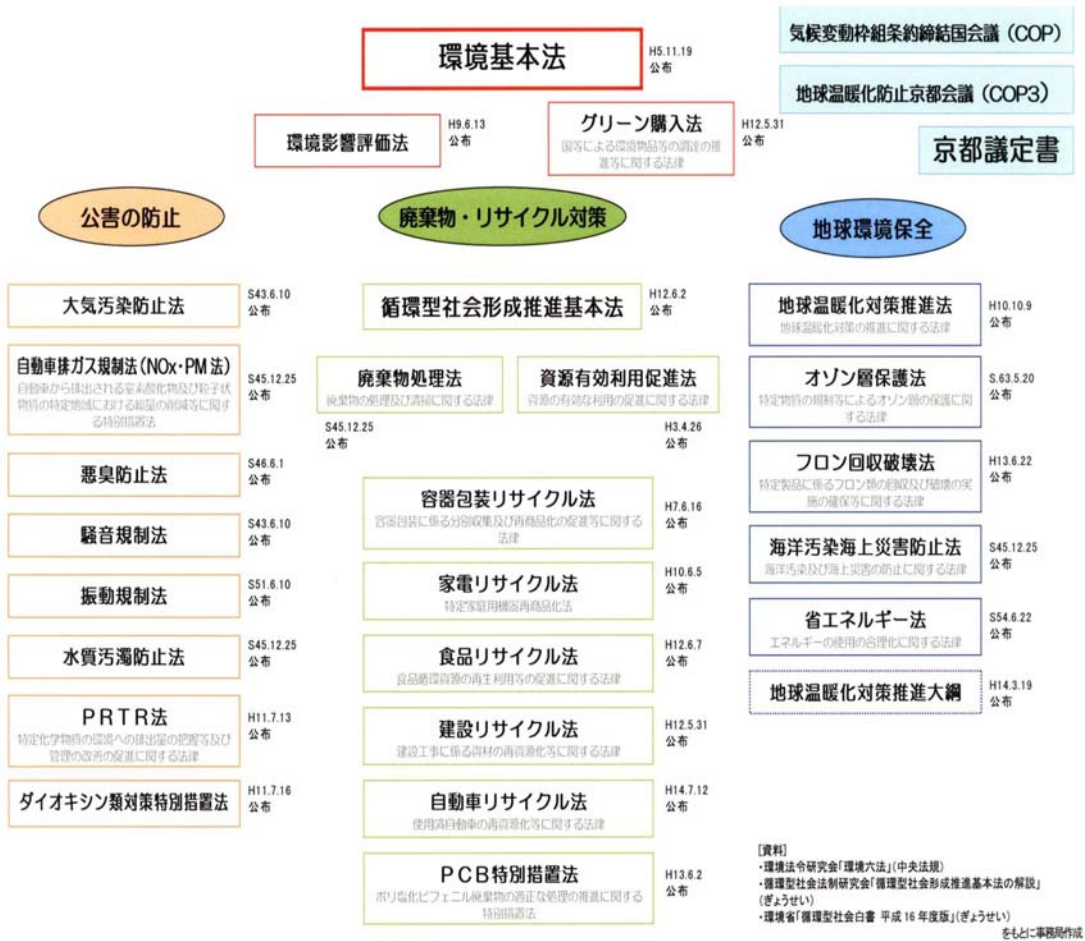 環境基本法
H5.11.19
公布
気候変動枠組条約締結国会議（COP）
地球温暖化防止京都会議（COP3）
京都議定書
環境影響評価法
H9.6.13
公布
グリーン購入法
国等による環境物品等の調達の推
進等に関する法律
H12.5.31
公布
公害の防止
大気汚染防止法
S43.6.10
公布
自動車排ガス規制法（NOx・PM法）
自動車から排出される窒素酸化物及び粒子状
物質の特定地域における総量の削減等に関す
る特別措置法
S45.12.25
公布
悪臭防止法
S46.6.1
公布
騒音規制法
S43.6.10
公布
振動規制法
S51.6.10
公布
水質汚濁防止法
S45.12.25
公布
PRTR法
特定化学物質の環境への排出量の把握等及び
管理の改善の促進に関する法律
H11.7.13
公布
ダイオキシン類対策特別措置法
H11.7.16
公布
廃棄物・リサイクル対策
循環型社会形成推進基本法
H12.6.2
公布
廃棄物処理法
廃棄物の処理及び清掃に関する法律
S45.12.25
公布
資源有効利用促進法
資源の有効な利用の促進に関する法律
H3.4.26
公布
容器包装リサイクル法
容器包装に係る分別収集及び再商品化の促進等に関する
法律
H7.6.16
公布
家電リサイクル法
特定家庭用機器再商品化法
H10.6.5
公布
食品リサイクル法
食品循環資源の再生利用等の促進に関する法律
H12.6.7
公布
建設リサイクル法
建設工事に係る資材の再資源化等に関する法律
H12.5.31
公布
自動車リサイクル法
使用済自動車の再資源化等に関する法律
H14.7.12
公布
PCB特別措置法
ポリ塩化ビフェニル廃棄物の適正な処理の推進に関する
特別措置法
H13.6.2
公布
地球環境保全
地球温暖化対策推進法
地球温暖化対策の推進に関する法律
H10.10.9
公布
オゾン層保護法
特定物質の規制等によるオゾン層の保護に関
する法律
S.63.5.20
公布
フロン回収破壊法
特定製品に係るフロン類の回収及び破壊の実
施の確保等に関する法律
H13.6.22
公布
海洋汚染海上災害防止法
海洋汚染及び海上災害の防止に関する法律
S45.12.25
公布
省エネルギー法
エネルギーの使用の合理化に関する法律
S54.6.22
公布
地球温暖化対策推進大綱
H14.3.19
公布
[資料]
・環境法令研究会「環境六法」（中央法規）
・循環型社会法制研究会「循環型社会形成推進基本法の解説」
（ぎょうせい）
・環境省「循環型社会白書 平成16年度版」（ぎょうせい）
をもとに事務局作成